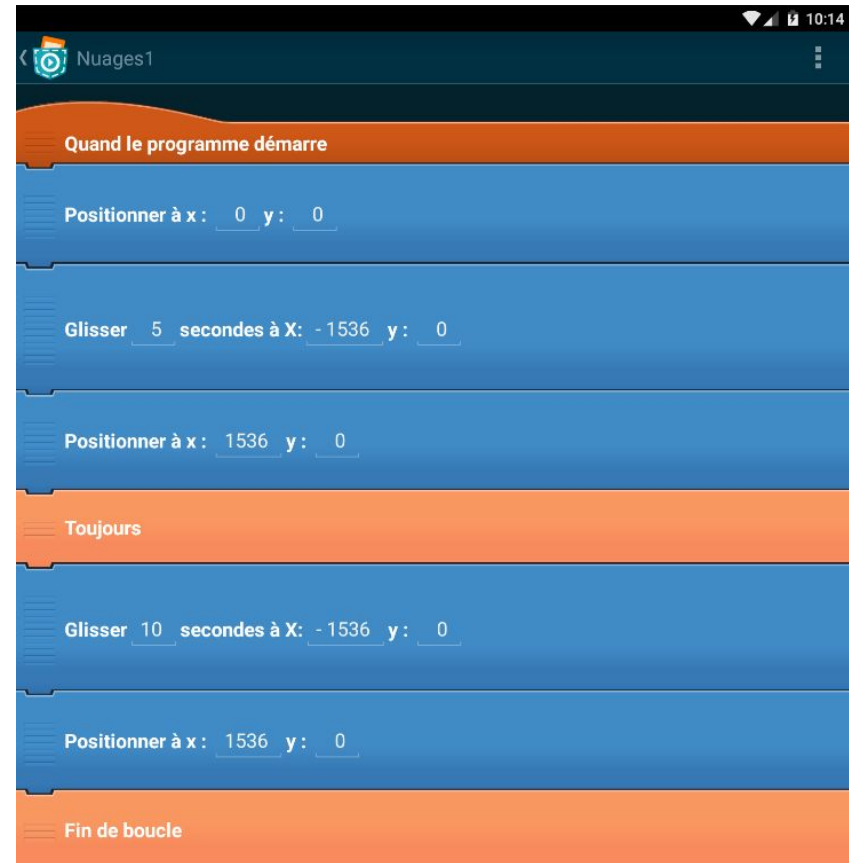 10:14
Nuages1
Quand le programme démarre
Positionner à x : 0 y : 0
Glisser 5 secondes à X: - 1536 y : 0
Positionner à x : 1536 y : 0
Toujours
Glisser 10 secondes à X: - 1536 y : 0
Positionner à x : 1536 y : 0
Fin de boucle